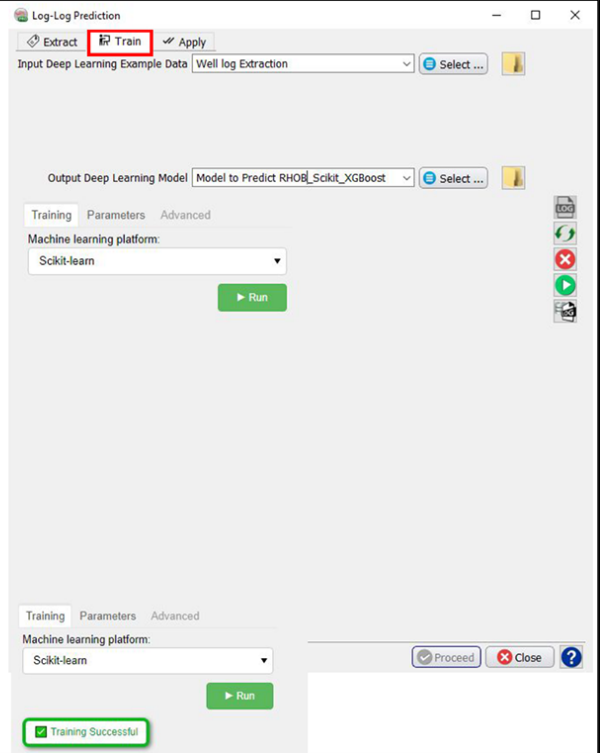 Log-Log Prediction
Extract Train Apply
Input Deep Learning Example Data Well log Extraction Select ...
Output Deep Learning Model Model to Predict RHOB_Scikit_XGBoost Select ...
LOG
Training Parameters Advanced
Machine learning platform:
Scikit-learn
Run
Training Parameters Advanced
Machine learning platform:
Scikit-learn
Proceed Close ?
Run
Training Successful